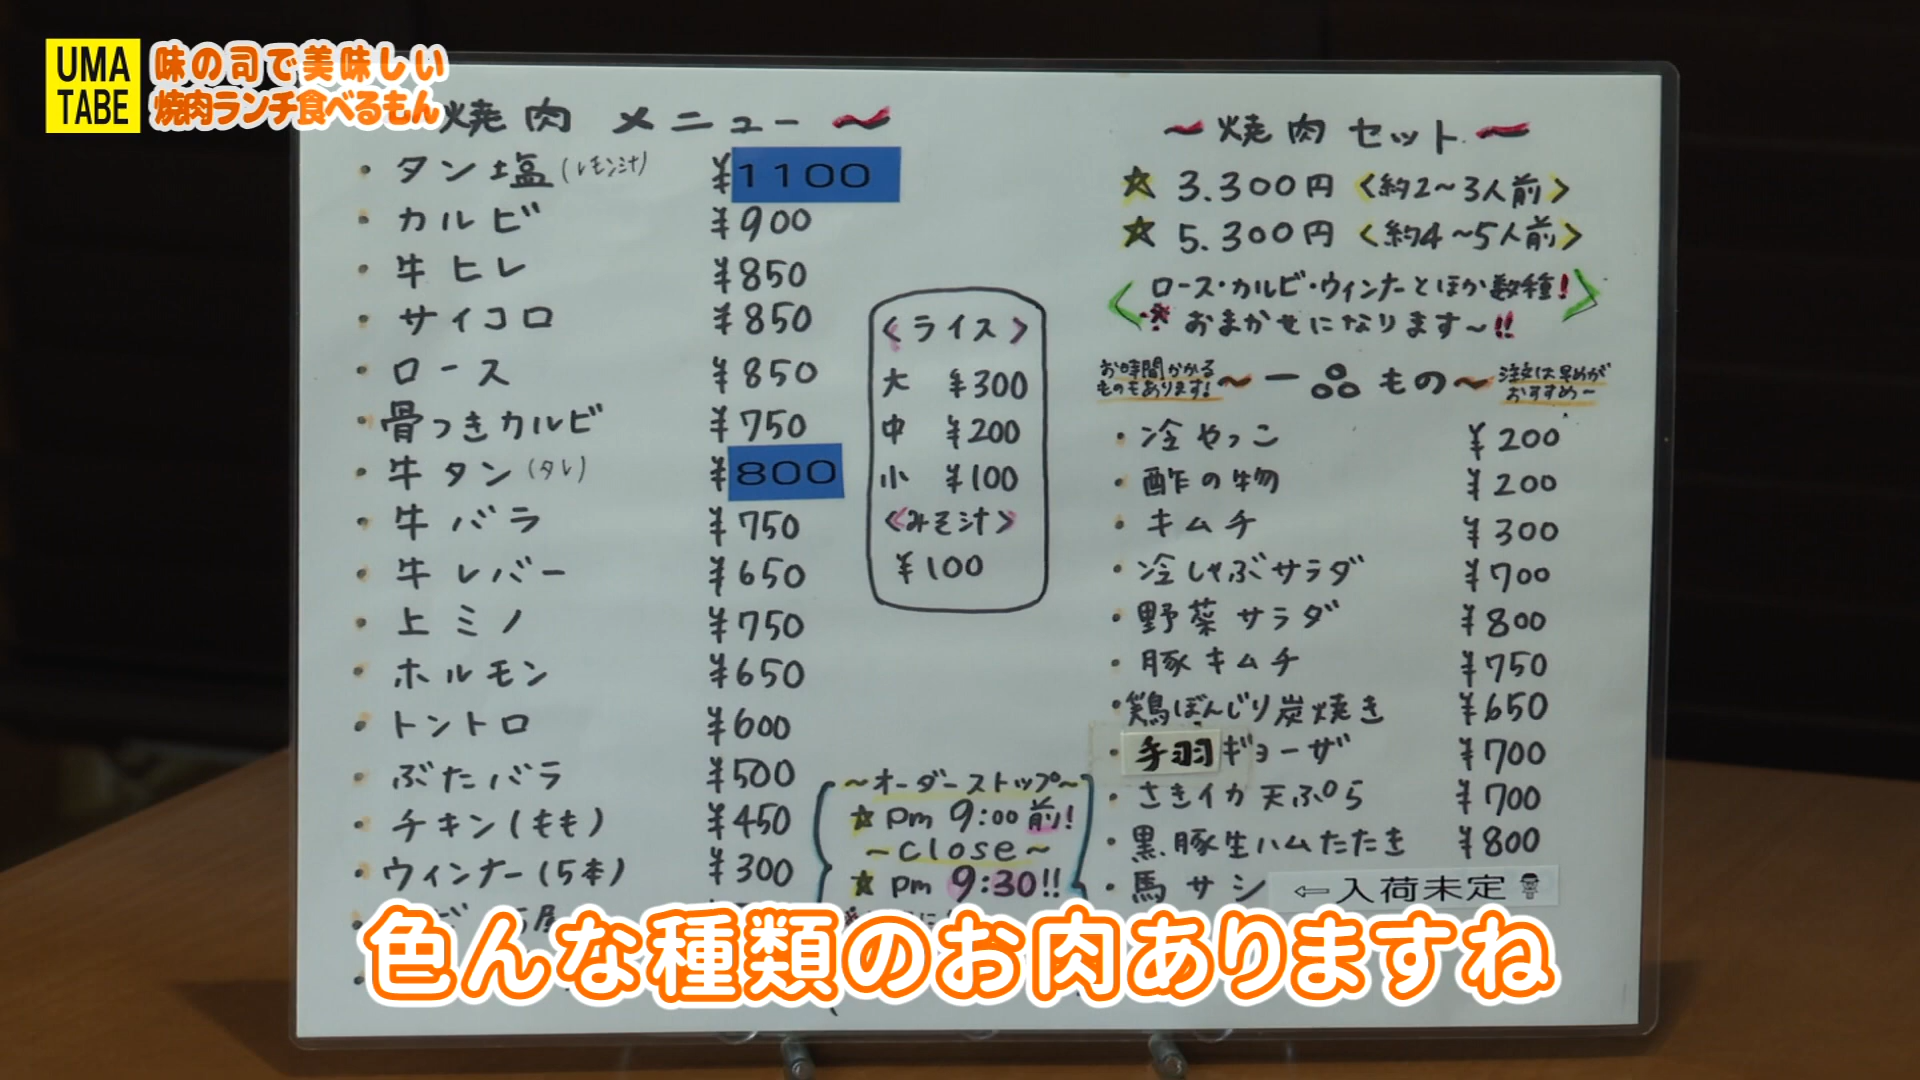 UMA
TABE
味の司で美味しい
焼肉ランチ食べるもん
焼肉 メニュー 〜
・タン塩(レモン汁) ¥1100
・カルビ ¥900
・牛ヒレ ¥850
・サイコロ ¥850
・ロース ¥850
・骨つきカルビ ¥750
・牛タン(タレ) ¥800
・牛バラ ¥750
・牛レバー ¥650
・上ミノ ¥750
・ホルモン ¥650
・トントロ ¥600
・ぶたバラ ¥500
・チキン(もも) ¥450
・ウィンナー(5本) ¥300
<ライス>
大 ¥300
中 ¥200
小 ¥100
<みそ汁>
¥100
〜オーダーストップ〜
☆pm 9:00前!
〜close〜
☆pm 9:30!!
〜焼肉セット〜
☆ 3.300円 <約2〜3人前>
☆ 5.300円 <約4〜5人前>
<ロース・カルビ・ウィンナーとほか数種!
※おまかせになります〜!!>
お時間かかる
ものもあります!
〜一品もの〜
注文は早めが
おすすめ〜
・冷やっこ ¥200
・酢の物 ¥200
・キムチ ¥300
・冷しゃぶサラダ ¥700
・野菜サラダ ¥800
・豚キムチ ¥750
・鶏ぼんじり炭焼き ¥650
・手羽ギョーザ ¥700
・さきイカ天ぷら ¥700
・黒豚生ハムたたき ¥800
・馬サシ ⇐入荷未定
色んな種類のお肉ありますね